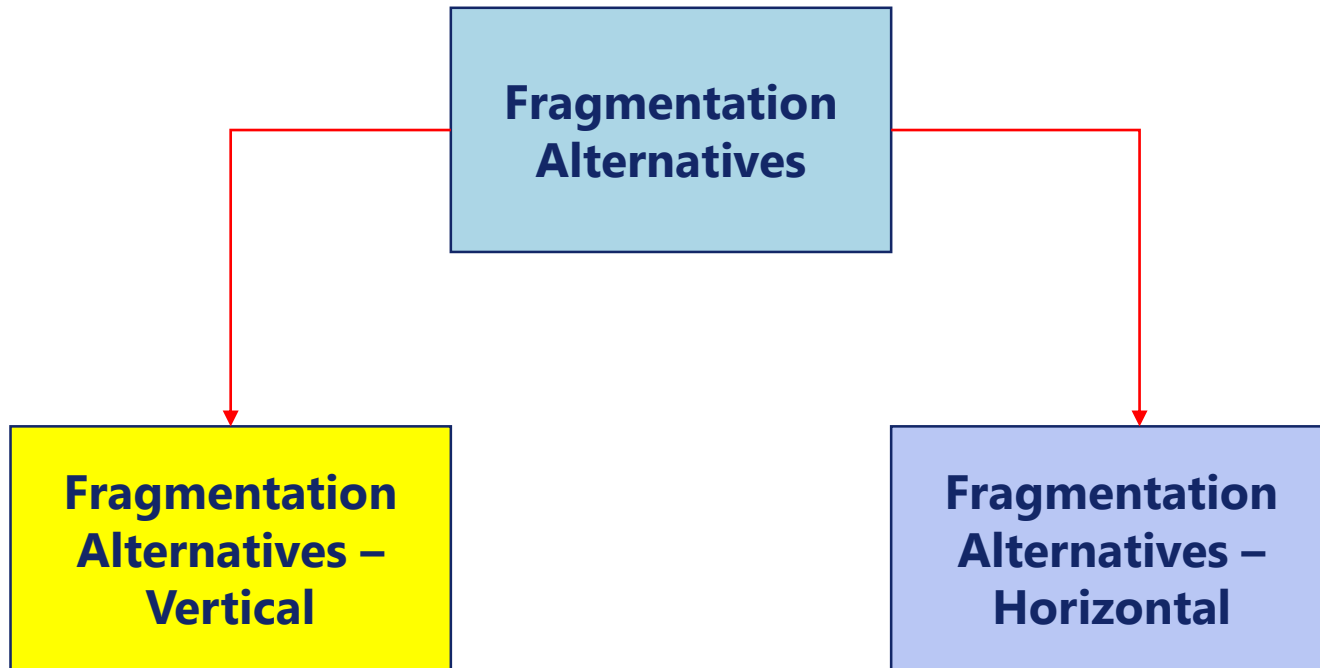 Fragmentation
Alternatives
Fragmentation
Alternatives –
Vertical
Fragmentation
Alternatives –
Horizontal